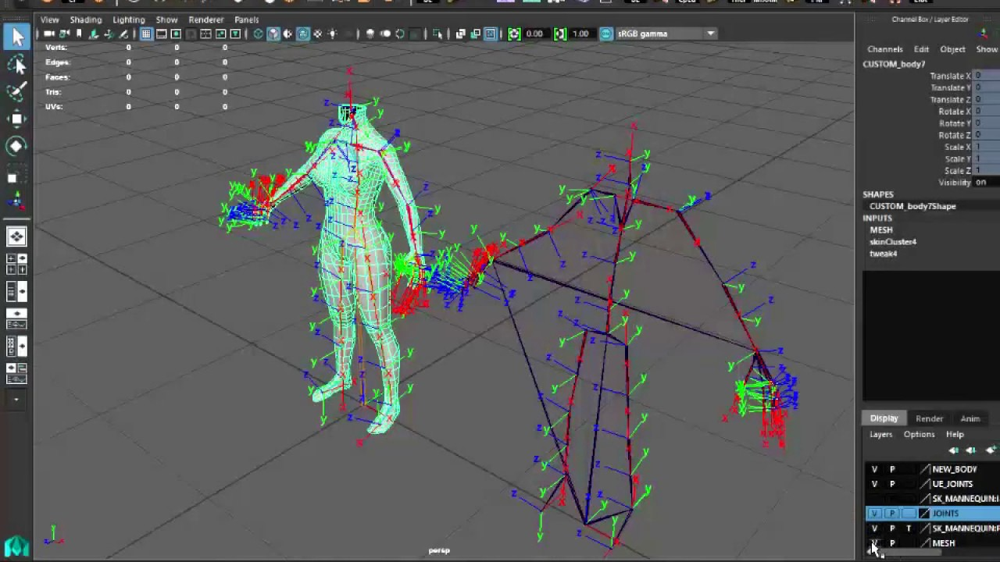 View Shading Lighting Show Renderer Panels
0.00 1.00 sRGB gamma
Verts: 0 0 0
Edges: 0 0 0
Faces: 0 0 0
Tris: 0 0 0
UVs: 0 0 0
persp
Channel Box / Layer Editor
Channels Edit Object Show
CUSTOM_body7
Translate X 0
Translate Y 0
Translate Z 0
Rotate X 0
Rotate Y 0
Rotate Z 0
Scale X 1
Scale Y 1
Scale Z 1
Visibility on
SHAPES
CUSTOM_body7Shape
INPUTS
MESH
skinCluster4
tweak4
Display Render Anim
Layers Options Help
V P NEW_BODY
V P UE_JOINTS
SK_MANNEQUIN:
V P JOINTS
V P T SK_MANNEQUIN:
V P MESH